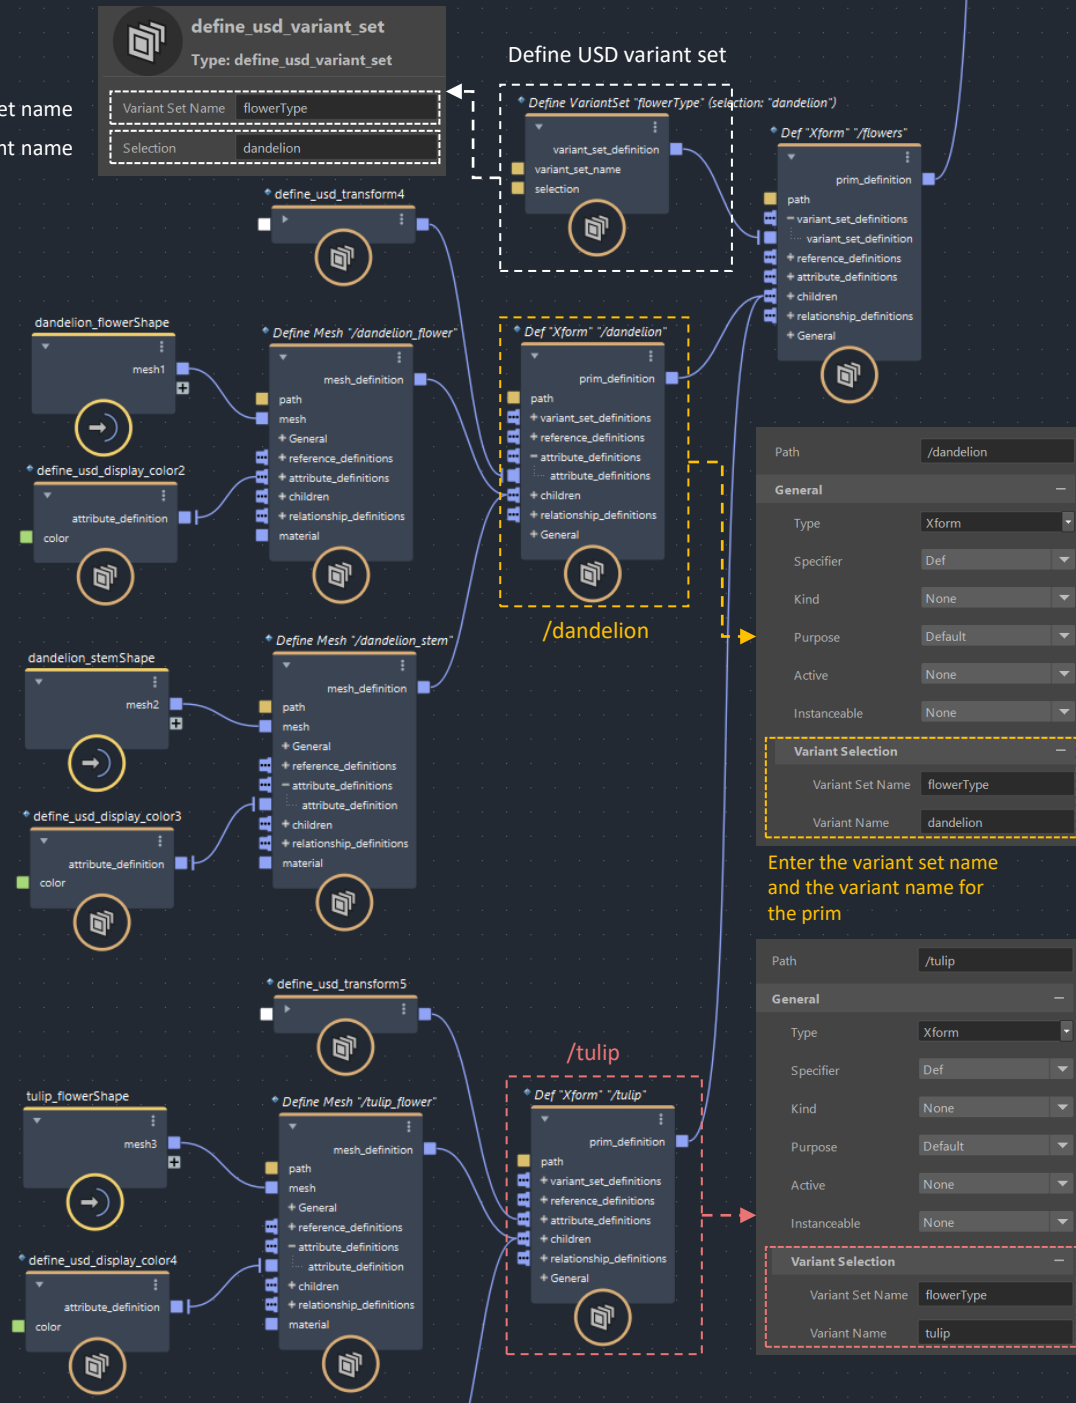 define_usd_variant_set
Type: define_usd_variant_set
et name
Variant Set Name flowerType
nt name
Selection dandelion
Define USD variant set
Define VariantSet "flowerType" (selection: "dandelion")
variant_set_definition
variant_set_name
selection
Def "Xform" "/flowers"
prim_definition
path
variant_set_definitions
variant_set_definition
reference_definitions
attribute_definitions
children
relationship_definitions
General
define_usd_transform4
dandelion_flowerShape
mesh1
Define Mesh "/dandelion_flower"
mesh_definition
path
mesh
General
reference_definitions
attribute_definitions
children
relationship_definitions
material
define_usd_display_color2
attribute_definition
color
Def "Xform" "/dandelion"
prim_definition
path
variant_set_definitions
reference_definitions
attribute_definitions
attribute_definitions
children
relationship_definitions
General
/dandelion
Path /dandelion
General
Type Xform
Specifier Def
Kind None
Purpose Default
Active None
Instanceable None
Variant Selection
Variant Set Name flowerType
Variant Name dandelion
Enter the variant set name
and the variant name for
the prim
dandelion_stemShape
mesh2
Define Mesh "/dandelion_stem"
mesh_definition
path
mesh
General
reference_definitions
attribute_definitions
attribute_definition
children
relationship_definitions
material
define_usd_display_color3
attribute_definition
color
define_usd_transform5
tulip_flowerShape
mesh3
Define Mesh "/tulip_flower"
mesh_definition
path
mesh
General
reference_definitions
attribute_definitions
attribute_definition
children
relationship_definitions
material
define_usd_display_color4
attribute_definition
color
/tulip
Def "Xform" "/tulip"
prim_definition
path
variant_set_definitions
reference_definitions
attribute_definitions
children
relationship_definitions
General
Path /tulip
General
Type Xform
Specifier Def
Kind None
Purpose Default
Active None
Instanceable None
Variant Selection
Variant Set Name flowerType
Variant Name tulip